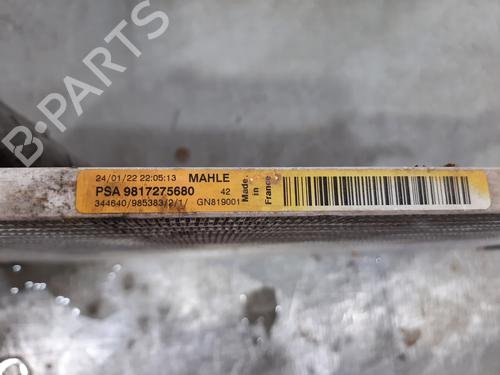 24/01/22 22:05:13 MAHLE
PSA 9817275680 42
344640/985383/2/1/ GN819001
Made in France
B-PARTS